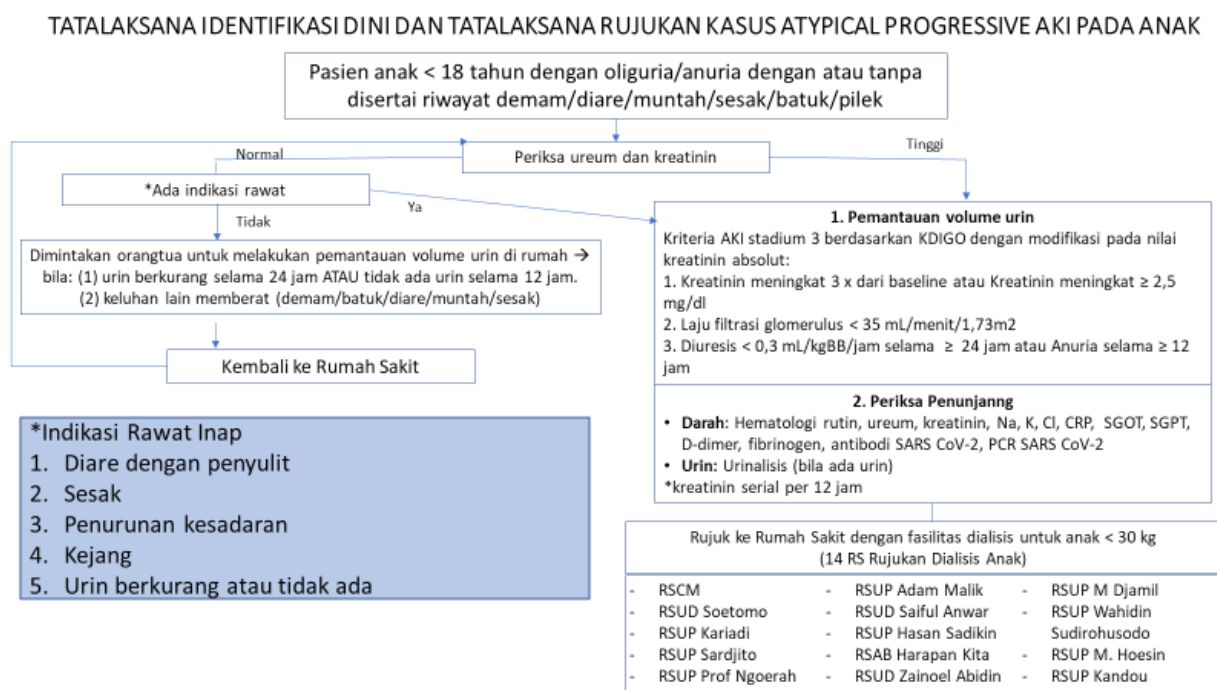 TATALAKSANA IDENTIFIKASI DINI DAN TATALAKSANA RUJUKAN KASUS ATYPICAL PROGRESSIVE AKI PADA ANAK
Pasien anak < 18 tahun dengan oliguria/anuria dengan atau tanpa
disertai riwayat demam/diare/muntah/sesak/batuk/pilek
Periksa ureum dan kreatinin
Normal
Tinggi
*Ada indikasi rawat
Ya
Tidak
Dimintakan orangtua untuk melakukan pemantauan volume urin di rumah →
bila: (1) urin berkurang selama 24 jam ATAU tidak ada urin selama 12 jam.
(2) keluhan lain memberat (demam/batuk/diare/muntah/sesak)
Kembali ke Rumah Sakit
1. Pemantauan volume urin
Kriteria AKI stadium 3 berdasarkan KDIGO dengan modifikasi pada nilai
kreatinin absolut:
1. Kreatinin meningkat 3 x dari baseline atau Kreatinin meningkat ≥ 2,5
mg/dl
2. Laju filtrasi glomerulus < 35 mL/menit/1,73m2
3. Diuresis < 0,3 mL/kgBB/jam selama ≥ 24 jam atau Anuria selama ≥ 12
jam
2. Periksa Penunjanng
• Darah: Hematologi rutin, ureum, kreatinin, Na, K, Cl, CRP, SGOT, SGPT,
D-dimer, fibrinogen, antibodi SARS CoV-2, PCR SARS CoV-2
• Urin: Urinalisis (bila ada urin)
*kreatinin serial per 12 jam
*Indikasi Rawat Inap
1. Diare dengan penyulit
2. Sesak
3. Penurunan kesadaran
4. Kejang
5. Urin berkurang atau tidak ada
Rujuk ke Rumah Sakit dengan fasilitas dialisis untuk anak < 30 kg
(14 RS Rujukan Dialisis Anak)
- RSCM
- RSUD Soetomo
- RSUP Kariadi
- RSUP Sardjito
- RSUP Prof Ngoerah
- RSUP Adam Malik
- RSUD Saiful Anwar
- RSUP Hasan Sadikin
- RSAB Harapan Kita
- RSUD Zainoel Abidin
- RSUP M Djamil
- RSUP Wahidin
Sudirohusodo
- RSUP M. Hoesin
- RSUP Kandou